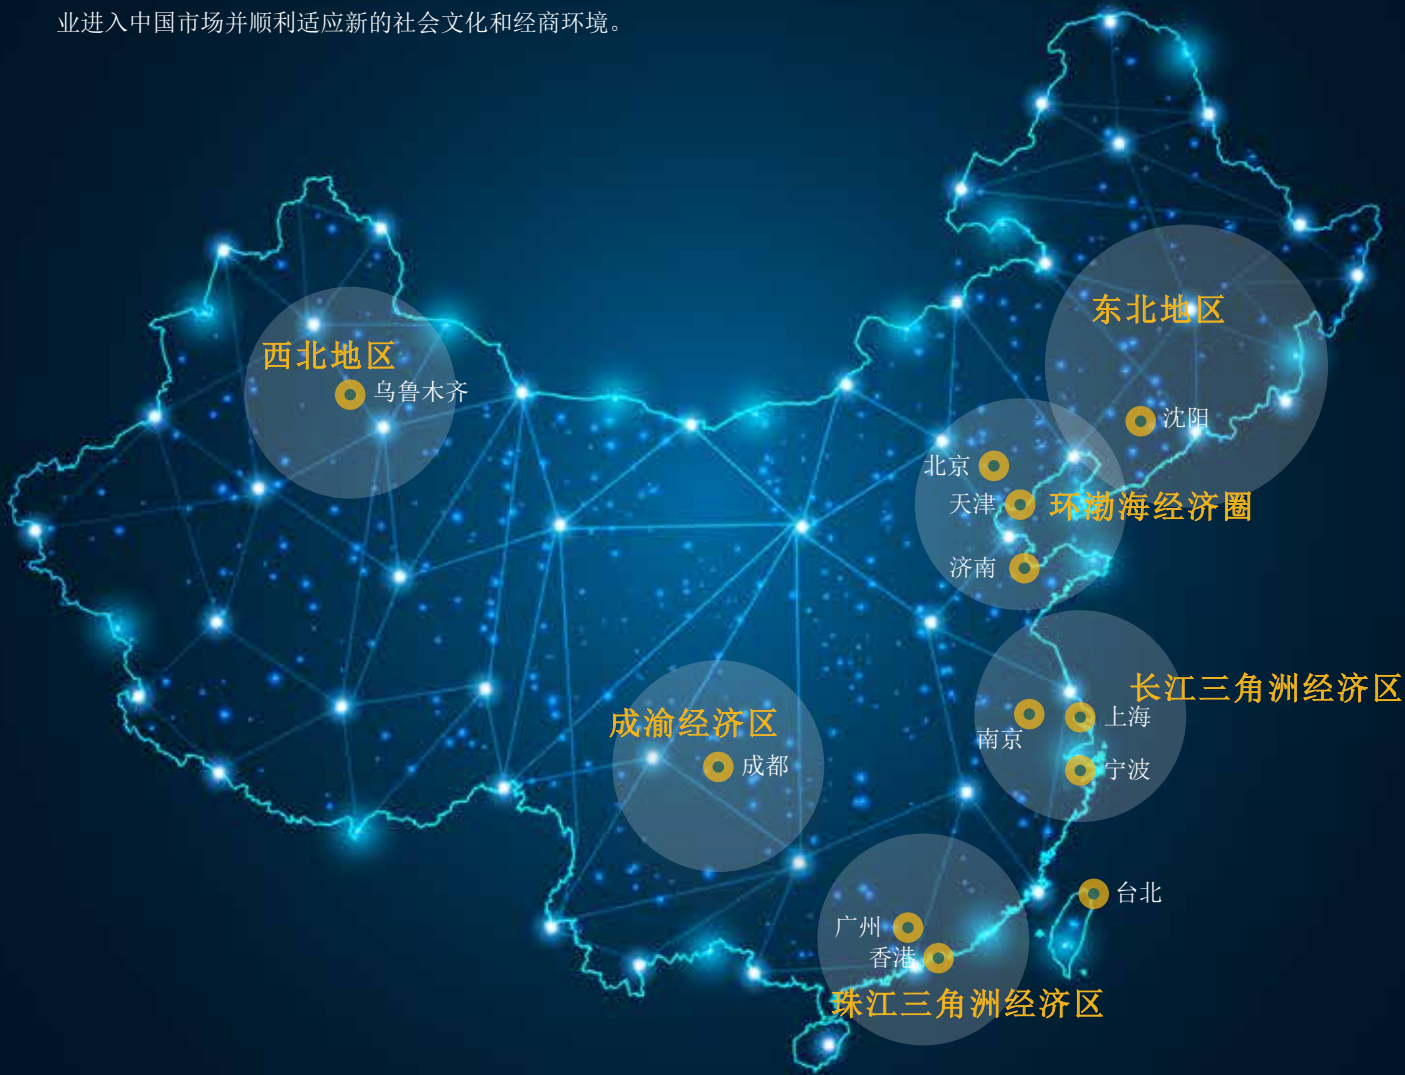 业进入中国市场并顺利适应新的社会文化和经商环境。
东北地区
西北地区
乌鲁木齐
沈阳
北京
天津
环渤海经济圈
济南
长江三角洲经济区
上海
南京
宁波
成渝经济区
成都
台北
广州
香港
珠江三角洲经济区